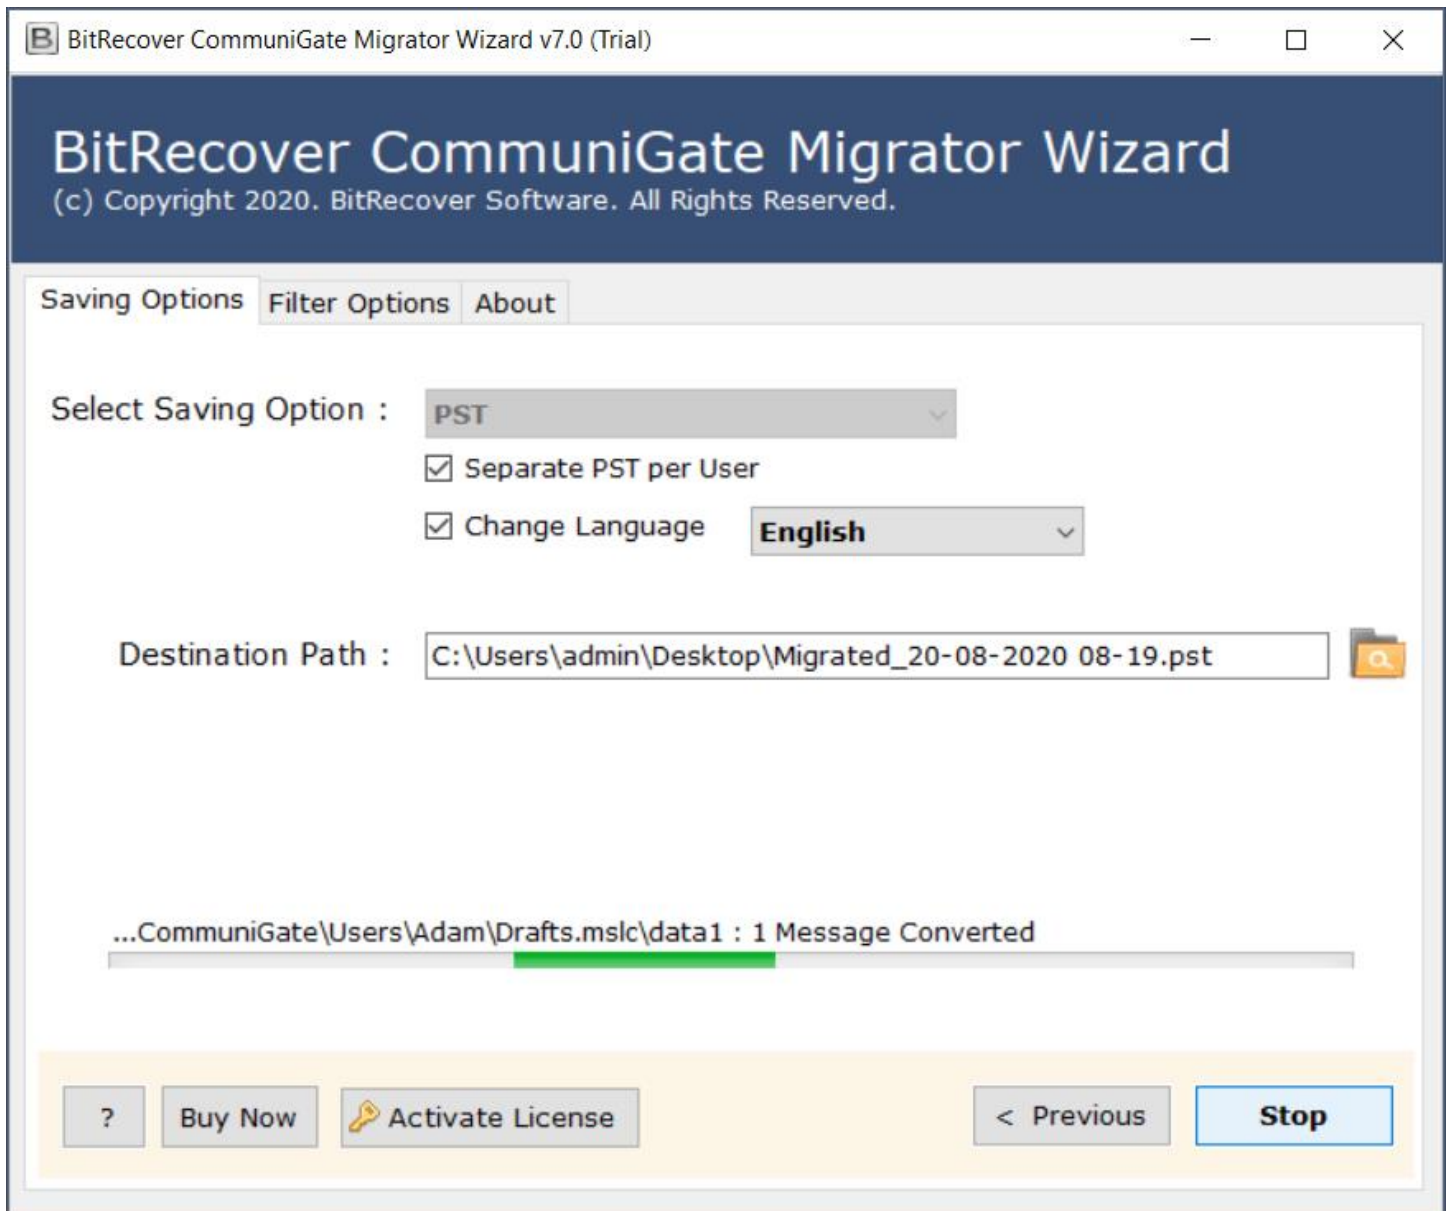 B BitRecover CommuniGate Migrator Wizard v7.0 (Trial)
BitRecover CommuniGate Migrator Wizard
(c) Copyright 2020. BitRecover Software. All Rights Reserved.
Saving Options Filter Options About
Select Saving Option : PST
Separate PST per User
Change Language English
Destination Path : C:\Users\admin\Desktop\Migrated_20-08-2020 08-19.pst
...CommuniGate\Users\Adam\Drafts.mslc\data1 : 1 Message Converted
? Buy Now Activate License < Previous Stop